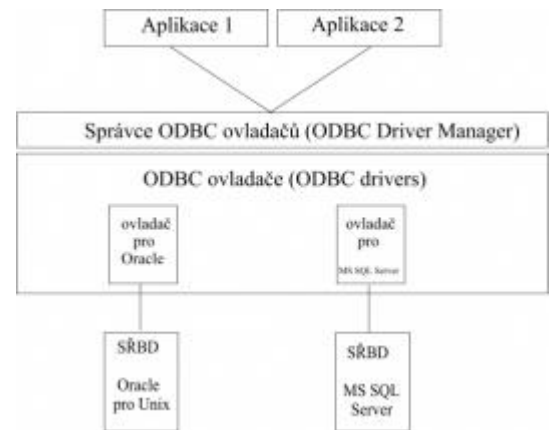 Aplikace 1
Aplikace 2
Správce ODBC ovladačů (ODBC Driver Manager)
ODBC ovladače (ODBC drivers)
ovladač
pro
Oracle
ovladač
pro
MS SQL Server
SŘBD
Oracle
pro Unix
SŘBD
MS SQL
Server